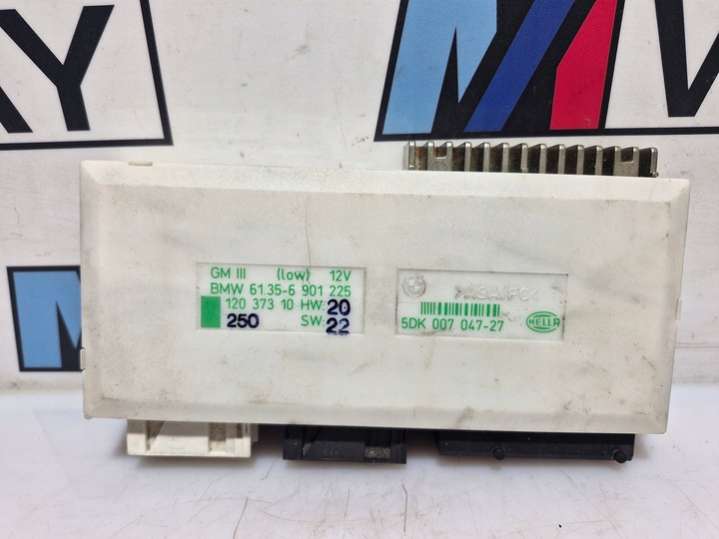 GM III (low) 12V
BMW 61.35-6 901 225
120 373 10 HW: 20
250 SW: 22
5DK 007 047-27
HELLA